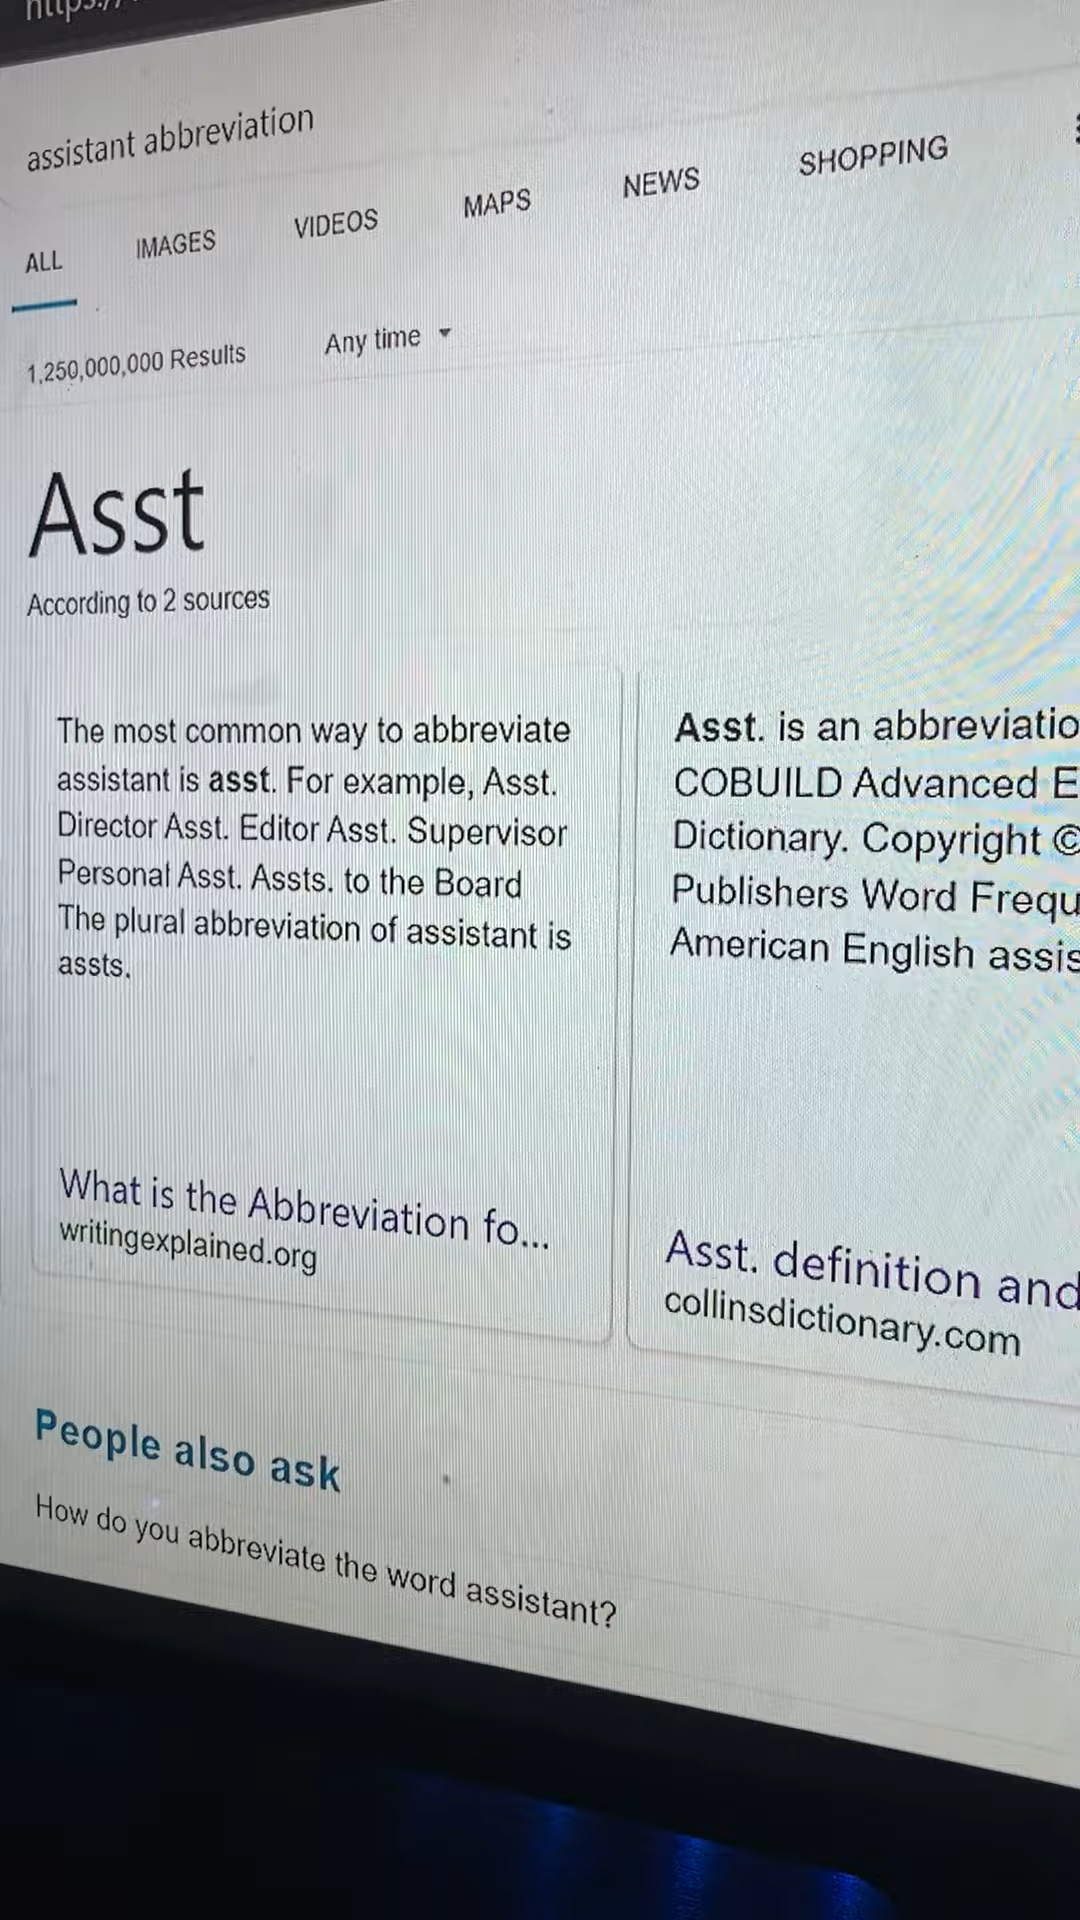 https://
assistant abbreviation
ALL IMAGES VIDEOS MAPS NEWS SHOPPING
1,250,000,000 Results Any time
Asst
According to 2 sources
The most common way to abbreviate
assistant is asst. For example, Asst.
Director Asst. Editor Asst. Supervisor
Personal Asst. Assts. to the Board
The plural abbreviation of assistant is
assts.
What is the Abbreviation fo...
writingexplained.org
Asst. is an abbreviatio
COBUILD Advanced E
Dictionary. Copyright ©
Publishers Word Frequ
American English assis
Asst. definition and
collinsdictionary.com
People also ask
How do you abbreviate the word assistant?